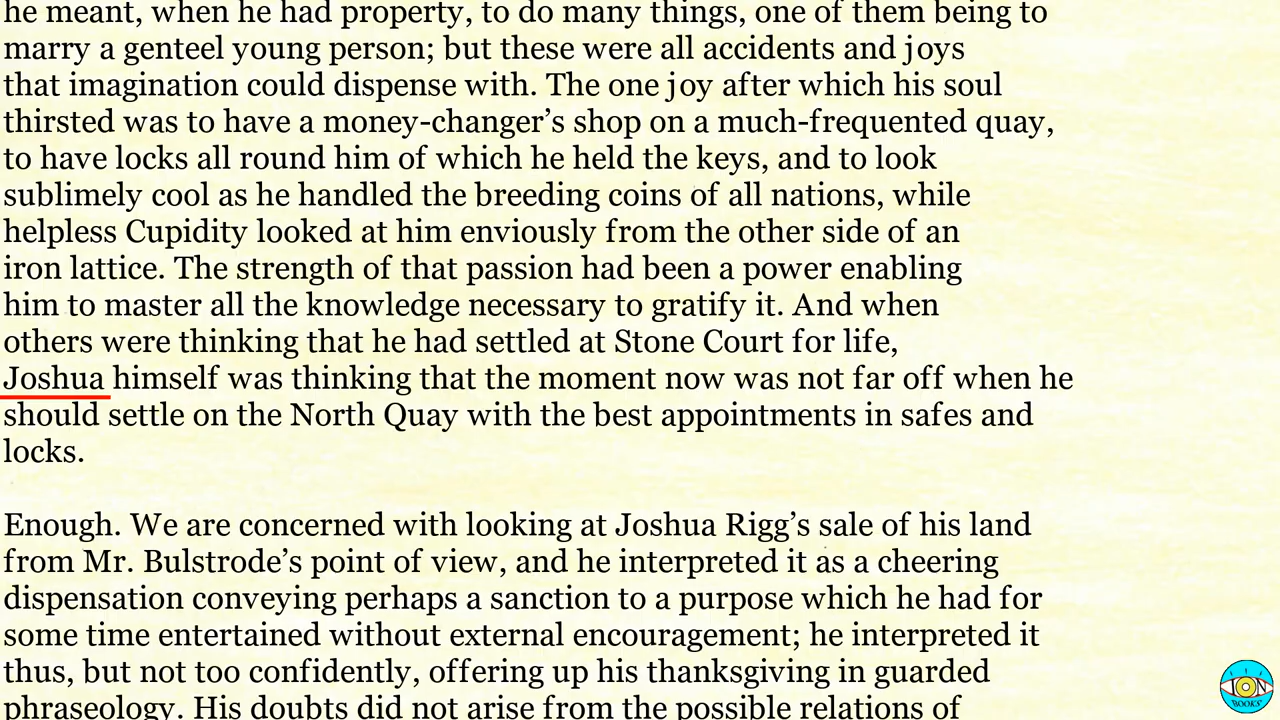 he meant, when he had property, to do many things, one of them being to
marry a genteel young person; but these were all accidents and joys
that imagination could dispense with. The one joy after which his soul
thirsted was to have a money-changer’s shop on a much-frequented quay,
to have locks all round him of which he held the keys, and to look
sublimely cool as he handled the breeding coins of all nations, while
helpless Cupidity looked at him enviously from the other side of an
iron lattice. The strength of that passion had been a power enabling
him to master all the knowledge necessary to gratify it. And when
others were thinking that he had settled at Stone Court for life,
Joshua himself was thinking that the moment now was not far off when he
should settle on the North Quay with the best appointments in safes and
locks.

Enough. We are concerned with looking at Joshua Rigg’s sale of his land
from Mr. Bulstrode’s point of view, and he interpreted it as a cheering
dispensation conveying perhaps a sanction to a purpose which he had for
some time entertained without external encouragement; he interpreted it
thus, but not too confidently, offering up his thanksgiving in guarded
phraseology. His doubts did not arise from the possible relations of
ION
BOOKS